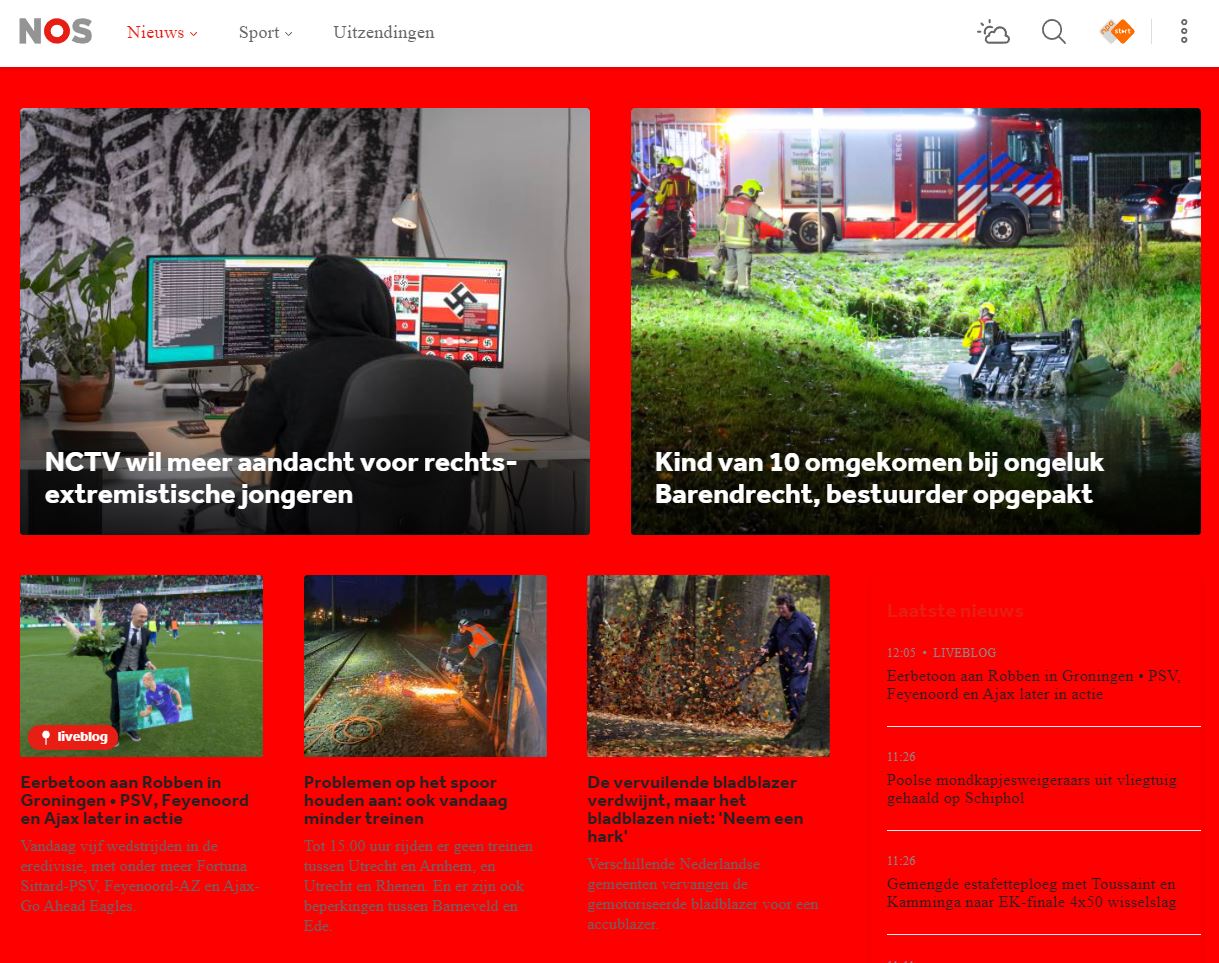 NOS
Nieuws
Sport
Uitzendingen
npo
start
NCTV wil meer aandacht voor rechts-
extremistische jongeren
Kind van 10 omgekomen bij ongeluk
Barendrecht, bestuurder opgepakt
liveblog
Eerbetoon aan Robben in
Groningen • PSV, Feyenoord
en Ajax later in actie
Vandaag vijf wedstrijden in de
eredivisie, met onder meer Fortuna
Sittard-PSV, Feyenoord-AZ en Ajax-
Go Ahead Eagles.
Problemen op het spoor
houden aan: ook vandaag
minder treinen
Tot 15.00 uur rijden er geen treinen
tussen Utrecht en Arnhem, en
Utrecht en Rhenen. En er zijn ook
beperkingen tussen Barneveld en
Ede.
De vervuilende bladblazer
verdwijnt, maar het
bladblazen niet: 'Neem een
hark'
Verschillende Nederlandse
gemeenten vervangen de
gemotoriseerde bladblazer voor een
accublazer.
Laatste nieuws
12:05 • LIVEBLOG
Eerbetoon aan Robben in Groningen • PSV,
Feyenoord en Ajax later in actie
11:26
Poolse mondkapjesweigeraars uit vliegtuig
gehaald op Schiphol
11:26
Gemengde estafetteploeg met Toussaint en
Kamminga naar EK-finale 4x50 wisselslag